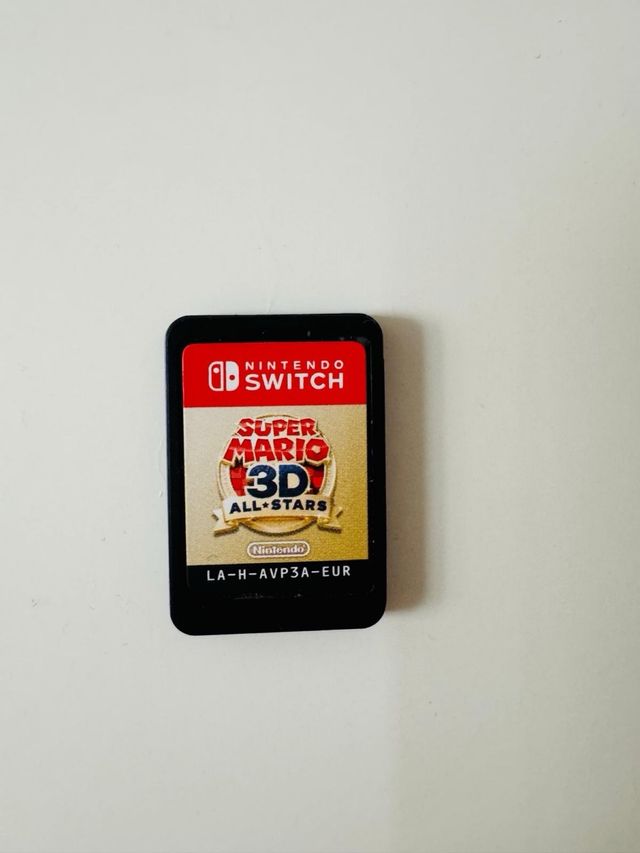 NINTENDO
SWITCH
SUPER
MARIO
3D
ALL★STARS
Nintendo
LA-H-AVP3A-EUR